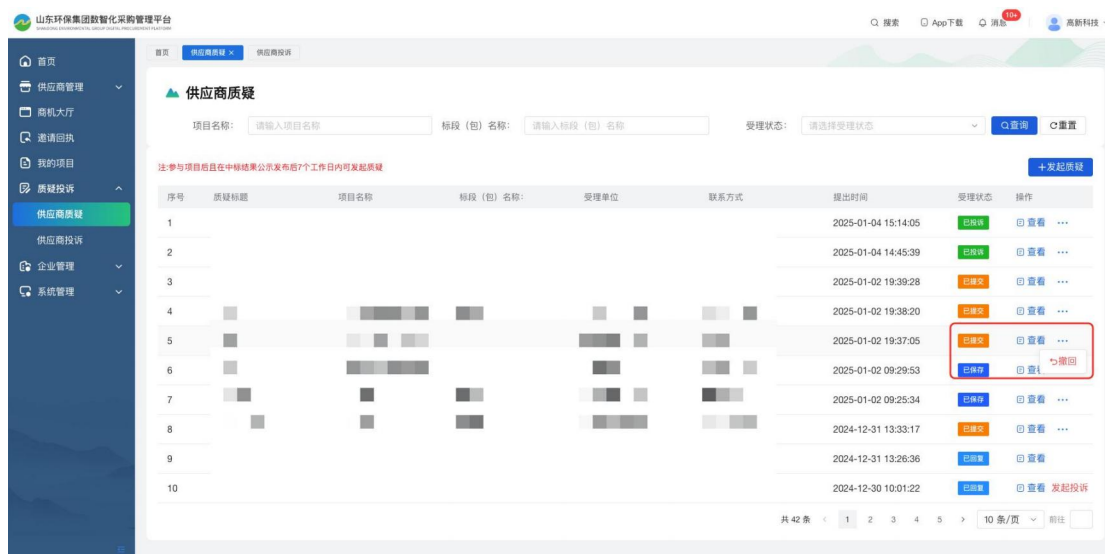 山东环保集团数智化采购管理平台
SHANDONG ENVIRONMENTAL GROUP DIGITAL PROCUREMENT PLATFORM
搜索 App下载 消息 10+ 高新科技
首页 供应商质疑 × 供应商投诉
首页
供应商管理
商机大厅
邀请回执
我的项目
质疑投诉
供应商质疑
供应商投诉
企业管理
系统管理
供应商质疑
项目名称: 请输入项目名称 标段(包)名称: 请输入标段(包)名称 受理状态: 请选择受理状态 查询 重置
注:参与项目后且在中标结果公示发布后7个工作日内可发起质疑 +发起质疑
序号 质疑标题 项目名称 标段(包)名称: 受理单位 联系方式 提出时间 受理状态 操作
1 2025-01-04 15:14:05 已投诉 查看 ···
2 2025-01-04 14:45:39 已投诉 查看 ···
3 2025-01-02 19:39:28 已提交 查看 ···
4 2025-01-02 19:38:20 已提交 查看 ···
5 2025-01-02 19:37:05 已提交 查看 ···
撤回
6 2025-01-02 09:29:53 已保存 查看
7 2025-01-02 09:25:34 已保存 查看 ···
8 2024-12-31 13:33:17 已提交 查看 ···
9 2024-12-31 13:26:36 已回复 查看
10 2024-12-30 10:01:22 已回复 查看 发起投诉
共 42 条 < 1 2 3 4 5 > 10 条/页 前往